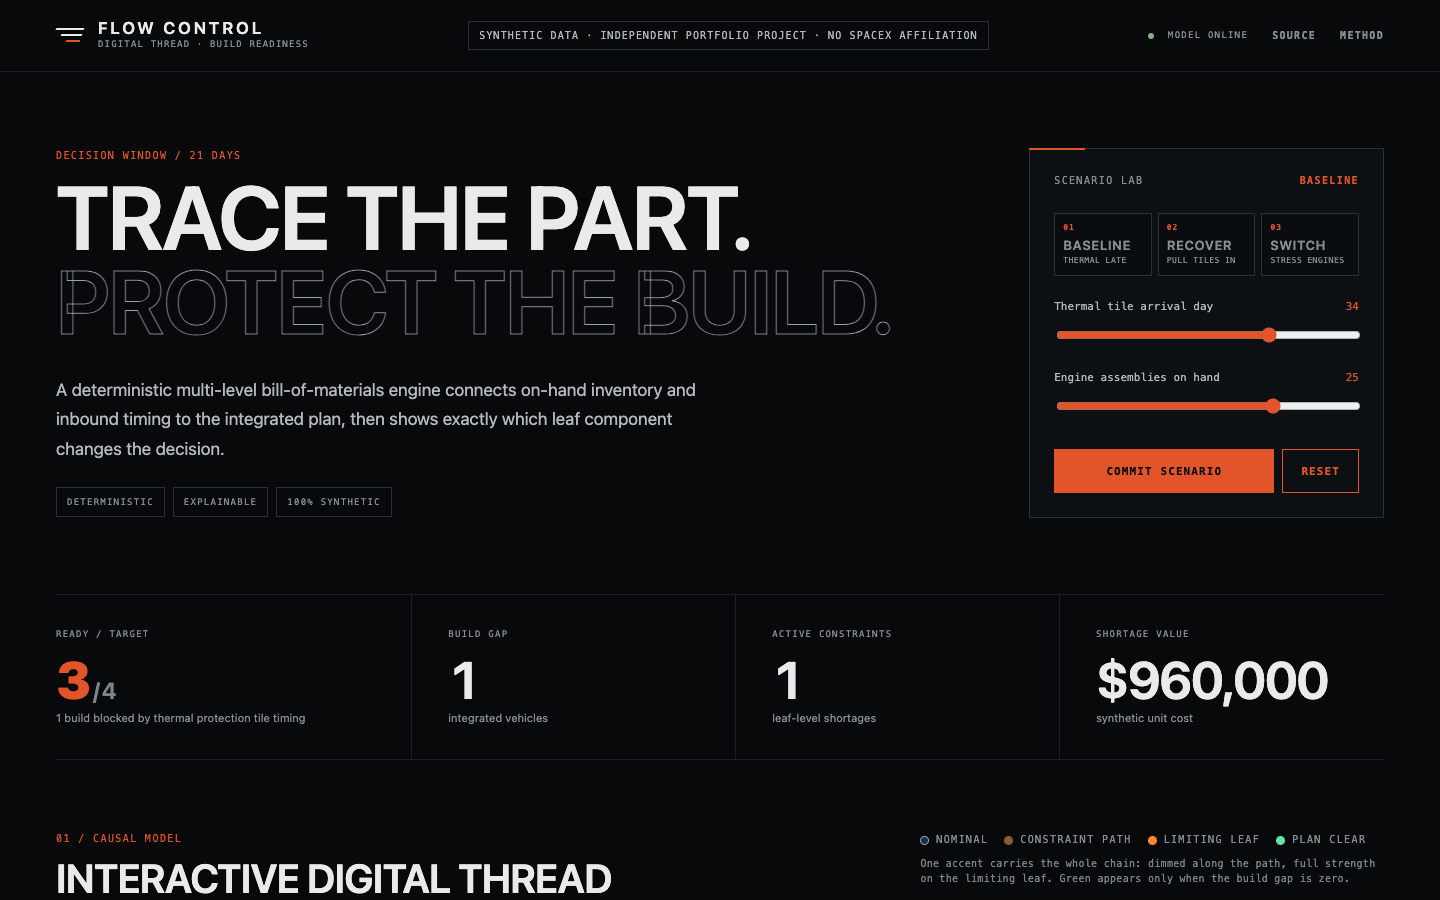 FLOW CONTROL
DIGITAL THREAD · BUILD READINESS
SYNTHETIC DATA · INDEPENDENT PORTFOLIO PROJECT · NO SPACEX AFFILIATION
MODEL ONLINE
SOURCE
METHOD
DECISION WINDOW / 21 DAYS
TRACE THE PART.
PROTECT THE BUILD.
A deterministic multi-level bill-of-materials engine connects on-hand inventory and
inbound timing to the integrated plan, then shows exactly which leaf component
changes the decision.
DETERMINISTIC
EXPLAINABLE
100% SYNTHETIC
SCENARIO LAB
BASELINE
01
BASELINE
THERMAL LATE
02
RECOVER
PULL TILES IN
03
SWITCH
STRESS ENGINES
Thermal tile arrival day
34
Engine assemblies on hand
25
COMMIT SCENARIO
RESET
READY / TARGET
3/4
1 build blocked by thermal protection tile timing
BUILD GAP
1
integrated vehicles
ACTIVE CONSTRAINTS
1
leaf-level shortages
SHORTAGE VALUE
$960,000
synthetic unit cost
01 / CAUSAL MODEL
INTERACTIVE DIGITAL THREAD
NOMINAL
CONSTRAINT PATH
LIMITING LEAF
PLAN CLEAR
One accent carries the whole chain: dimmed along the path, full strength
on the limiting leaf. Green appears only when the build gap is zero.